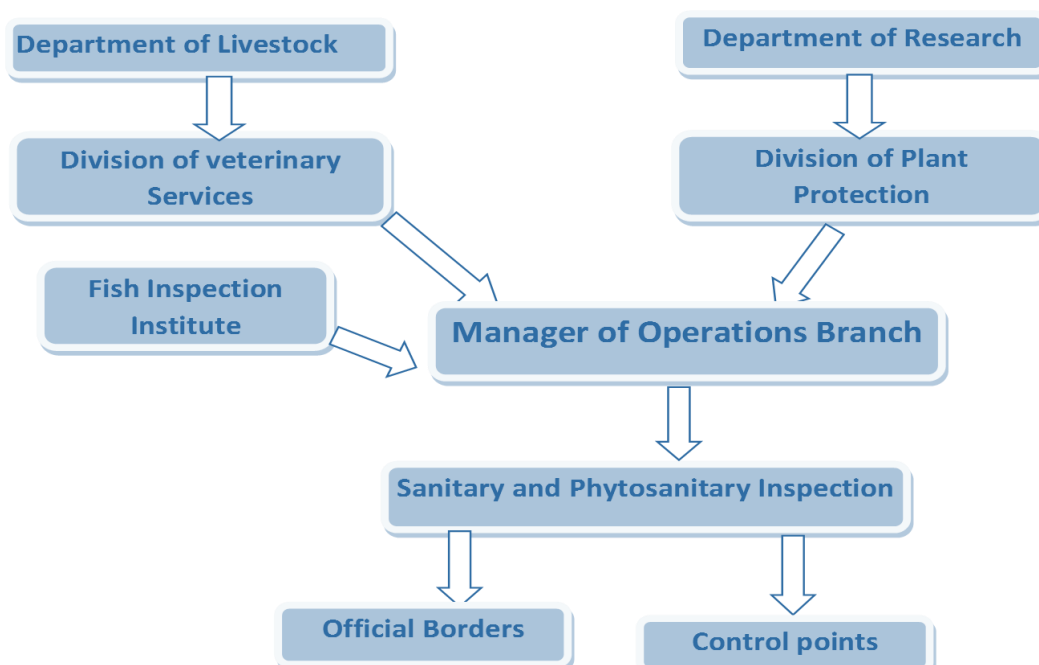 Department of Livestock
Department of Research
Division of veterinary
Services
Division of Plant
Protection
Fish Inspection
Institute
Manager of Operations Branch
Sanitary and Phytosanitary Inspection
Official Borders
Control points